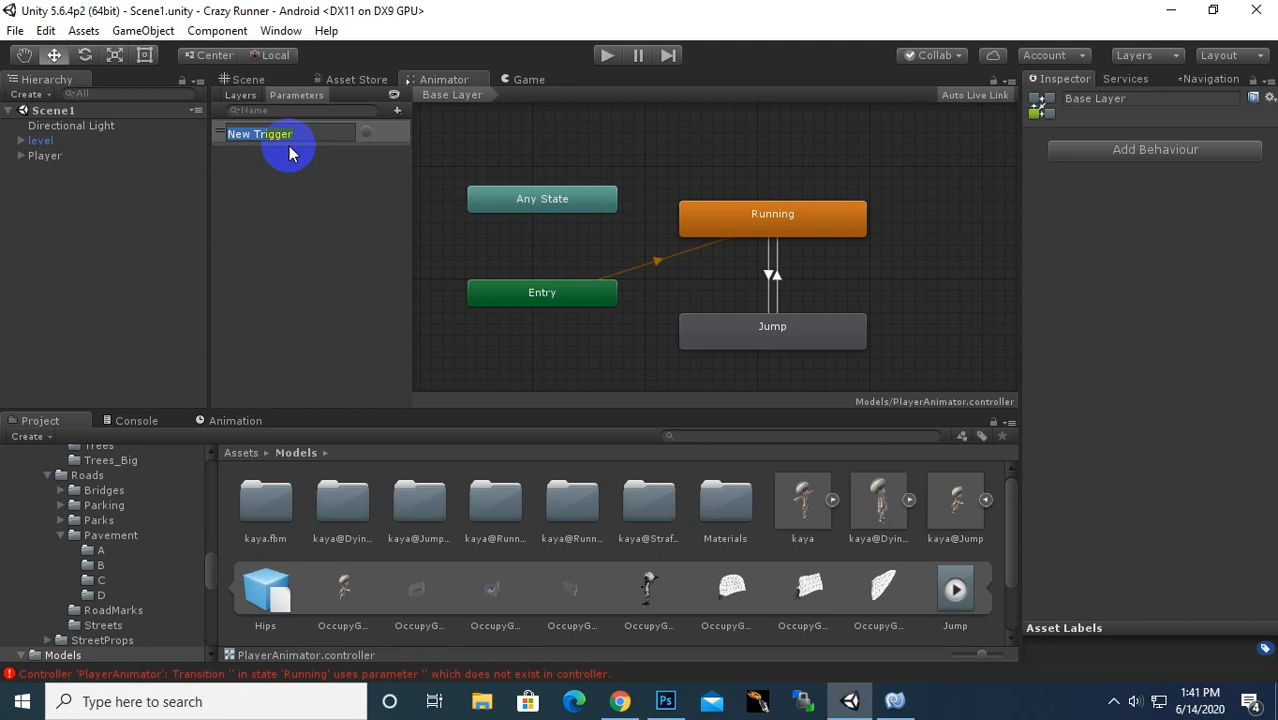 Unity 5.6.4p2 (64bit) - Scene1.unity - Crazy Runner - Android <DX11 on DX9 GPU>
File Edit Assets GameObject Component Window Help
Center Local Collab Account Layers Layout
Hierarchy Scene Asset Store Animator Game Inspector Services Navigation
Create All Layers Parameters Base Layer Auto Live Link Base Layer
Name
Scene1
Directional Light
level
Player
New Trigger
Add Behaviour
Any State
Running
Entry
Jump
Models/PlayerAnimator.controller
Project Console Animation
Create
Trees
Trees_Big
Roads
Bridges
Parking
Parks
Pavement
A
B
C
D
RoadMarks
Streets
StreetProps
Models
Assets Models
kaya.fbm kaya@Dyin... kaya@Jump... kaya@Runn... kaya@Runn... kaya@Straf... Materials kaya kaya@Dyin... kaya@Jump
Hips OccupyG... OccupyG... OccupyG... OccupyG... OccupyG... OccupyG... OccupyG... OccupyG... Jump
PlayerAnimator.controller
Asset Labels
Controller 'PlayerAnimator': Transition '' in state 'Running' uses parameter '' which does not exist in controller.
Type here to search
Ps
1:41 PM
6/14/2020
4